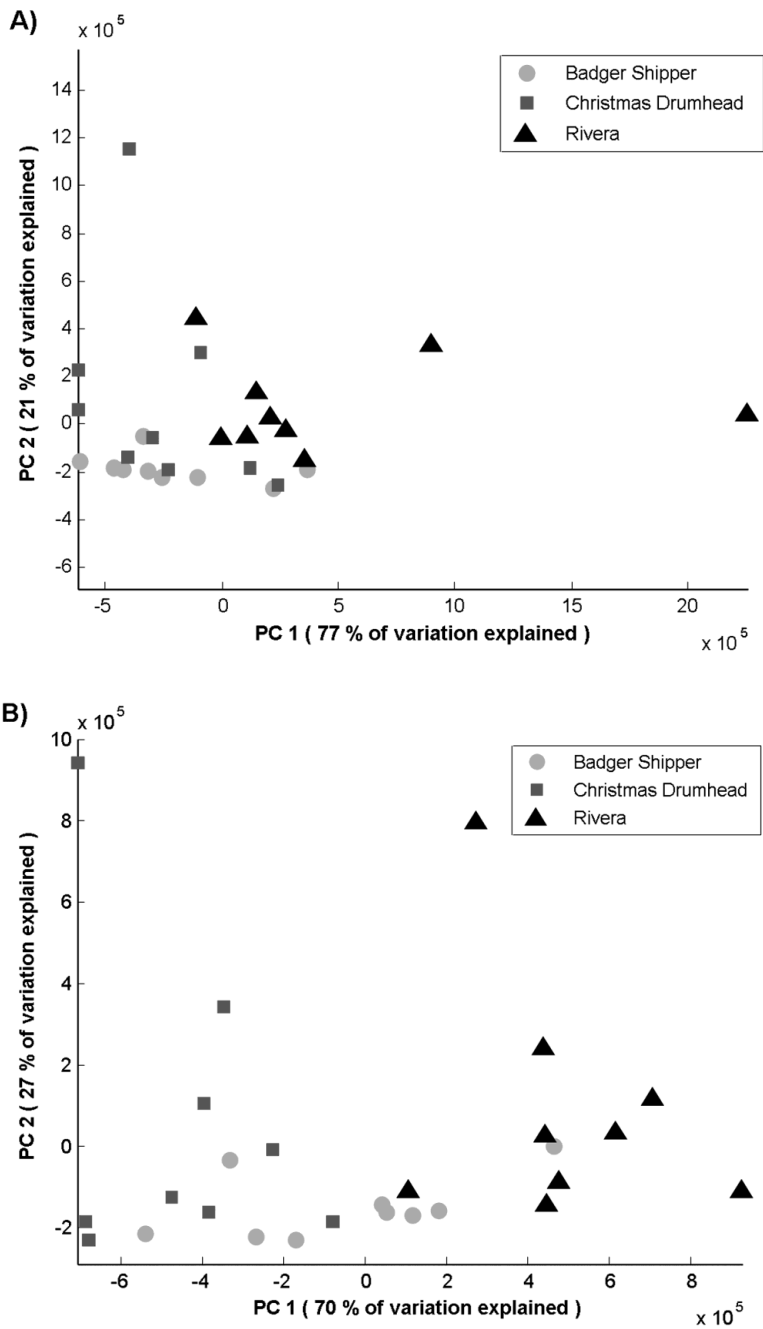 A)
x 10^5
Badger Shipper
Christmas Drumhead
Rivera
14
12
10
8
6
4
2
0
-2
-4
-6
PC 2 ( 21 % of variation explained )
-5 0 5 10 15 20
PC 1 ( 77 % of variation explained )
x 10^5
B)
x 10^5
Badger Shipper
Christmas Drumhead
Rivera
10
8
6
4
2
0
-2
PC 2 ( 27 % of variation explained )
-6 -4 -2 0 2 4 6 8
PC 1 ( 70 % of variation explained )
x 10^5